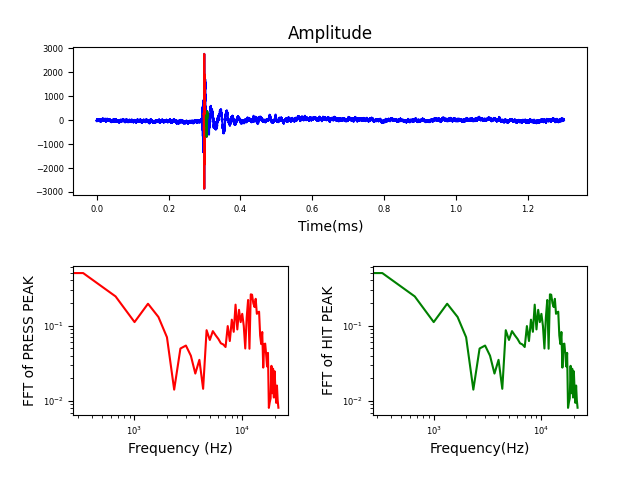 Amplitude
3000
2000
1000
0
−1000
−2000
−3000
0.0 0.2 0.4 0.6 0.8 1.0 1.2
Time(ms)
FFT of PRESS PEAK
10⁻¹
10⁻²
10³ 10⁴
Frequency (Hz)
FFT of HIT PEAK
10⁻¹
10⁻²
10³ 10⁴
Frequency(Hz)